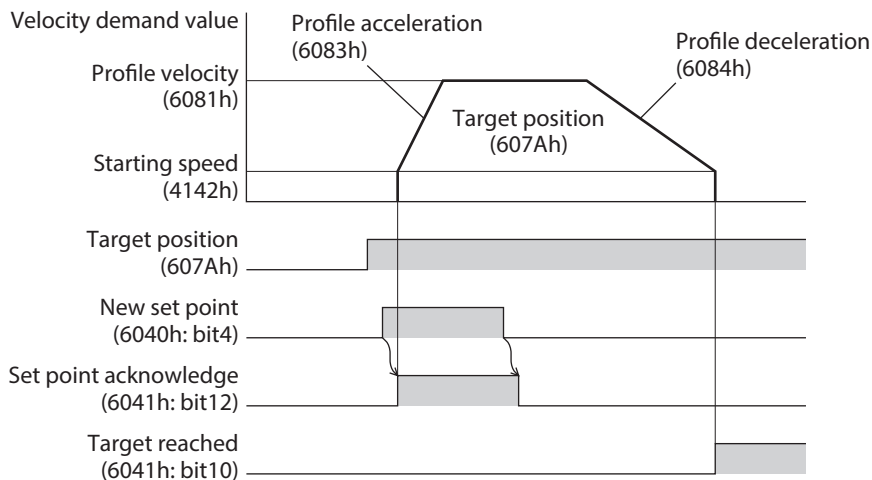 Velocity demand value
Profile acceleration
(6083h)
Profile deceleration
(6084h)
Profile velocity
(6081h)
Target position
(607Ah)
Starting speed
(4142h)
Target position
(607Ah)
New set point
(6040h: bit4)
Set point acknowledge
(6041h: bit12)
Target reached
(6041h: bit10)